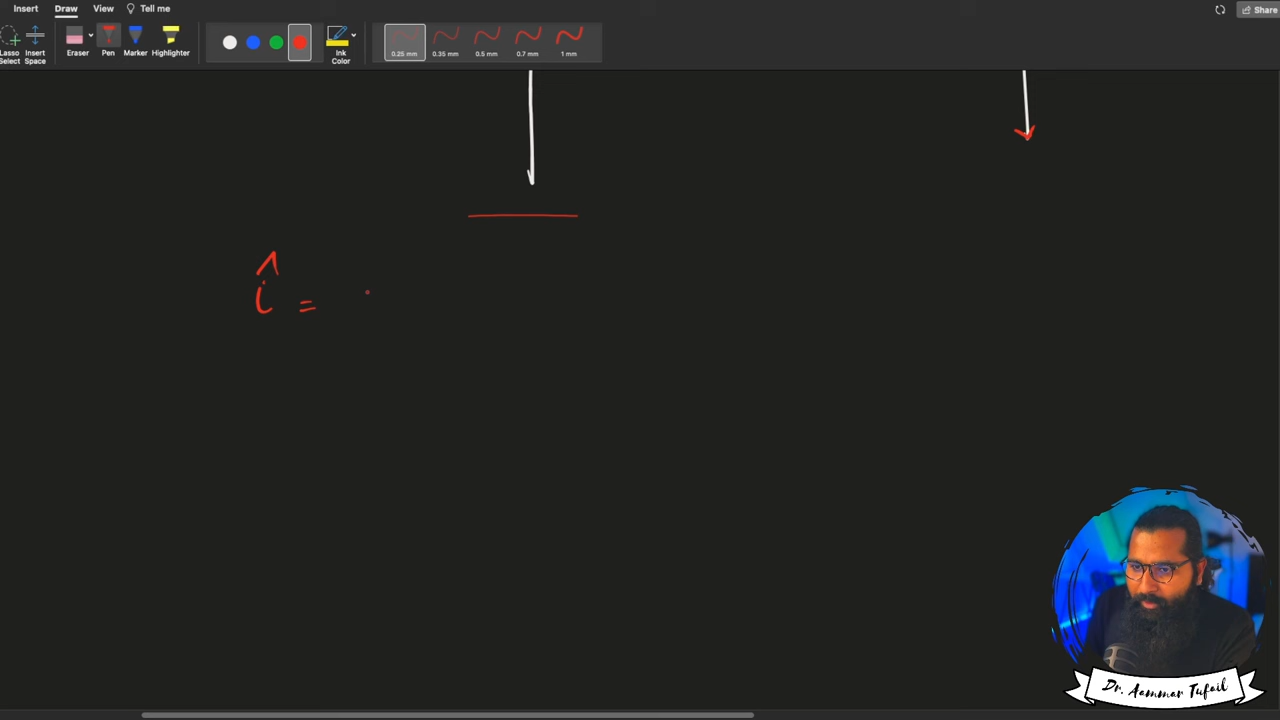 Insert Draw View Tell me Share
Lasso Select Insert Space Eraser Pen Marker Highlighter Ink Color 0.25 mm 0.35 mm 0.5 mm 0.7 mm 1 mm
î =
Dr. Aammar Tufail